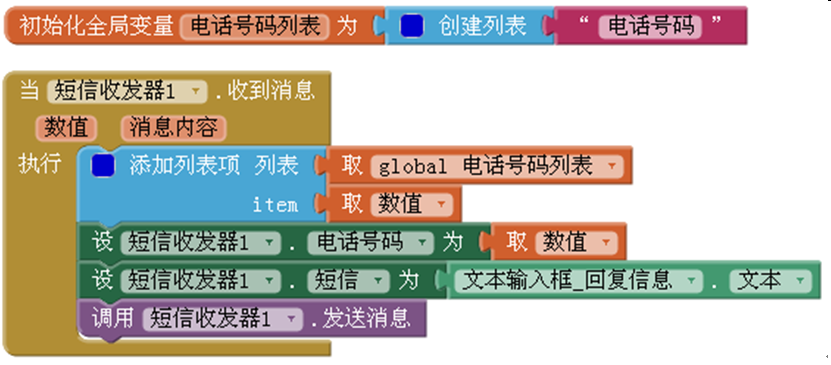 初始化全局变量 电话号码列表 为 创建列表 “ 电话号码 ”
当 短信收发器1 .收到消息
数值 消息内容
执行 添加列表项 列表 取 global 电话号码列表
item 取 数值
设 短信收发器1 . 电话号码 为 取 数值
设 短信收发器1 . 短信 为 文本输入框_回复信息 . 文本
调用 短信收发器1 .发送消息